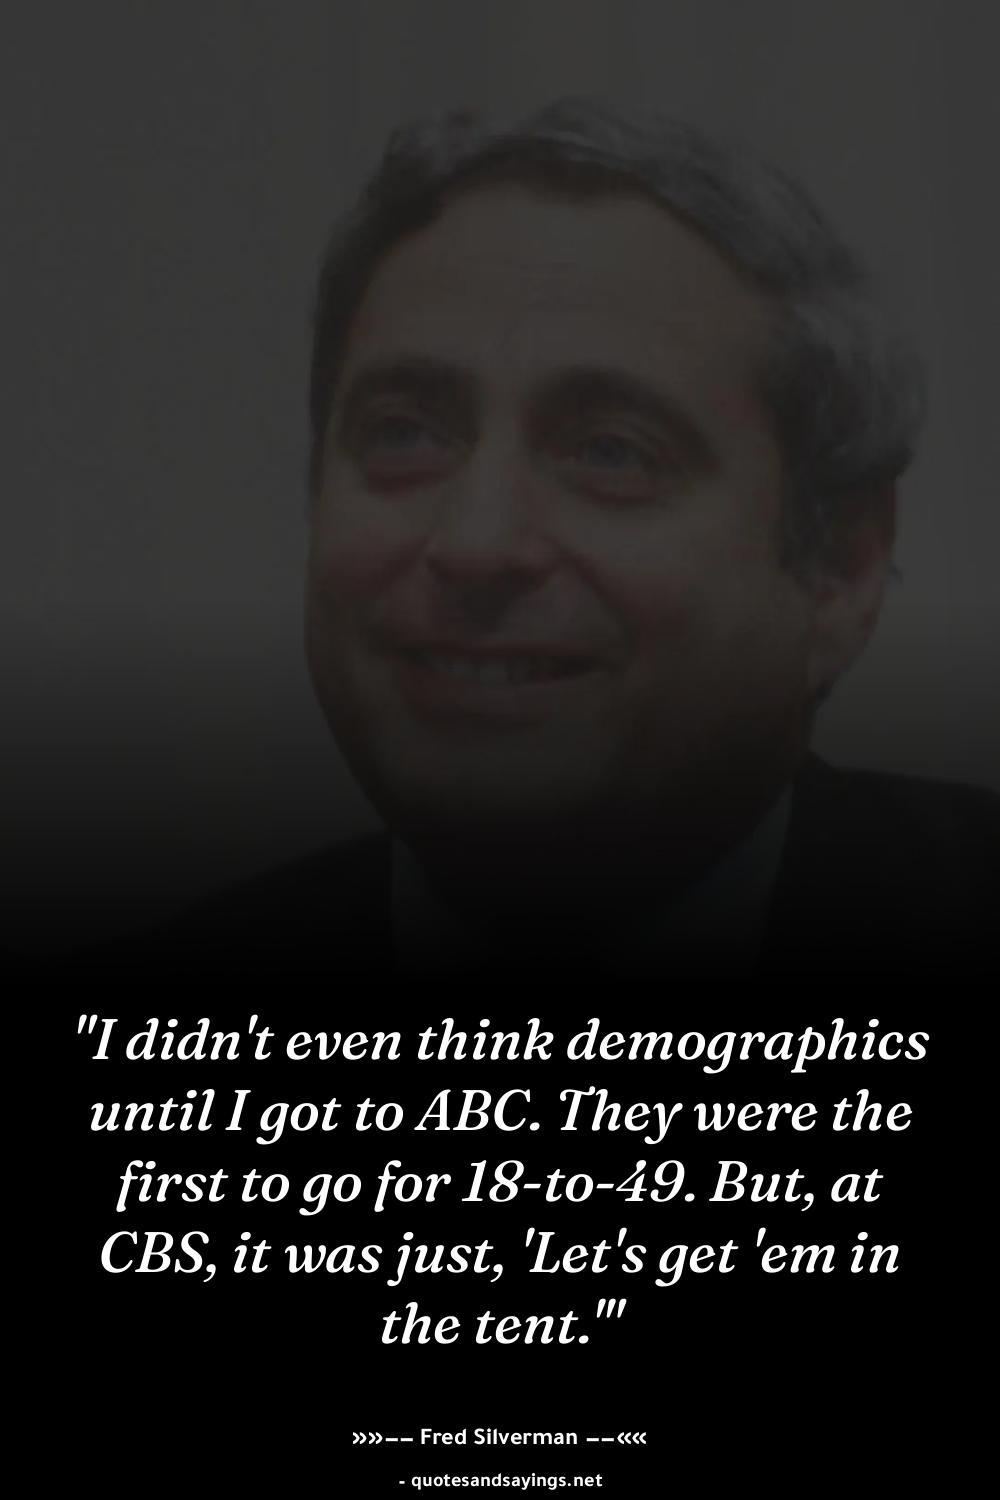 "I didn't even think demographics
until I got to ABC. They were the
first to go for 18-to-49. But, at
CBS, it was just, 'Let's get 'em in
the tent.'"
»»−− Fred Silverman −−««
- quotesandsayings.net